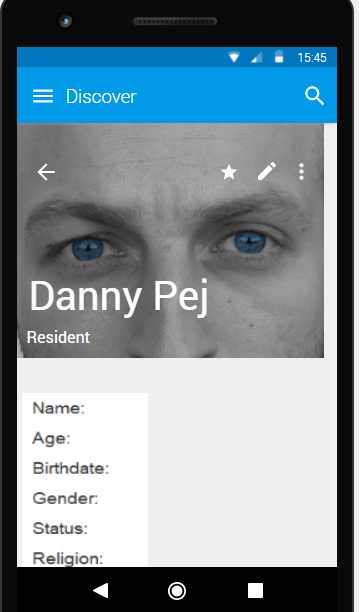 15:45
Discover
Danny Pej
Resident
Name:
Age:
Birthdate:
Gender:
Status:
Religion: